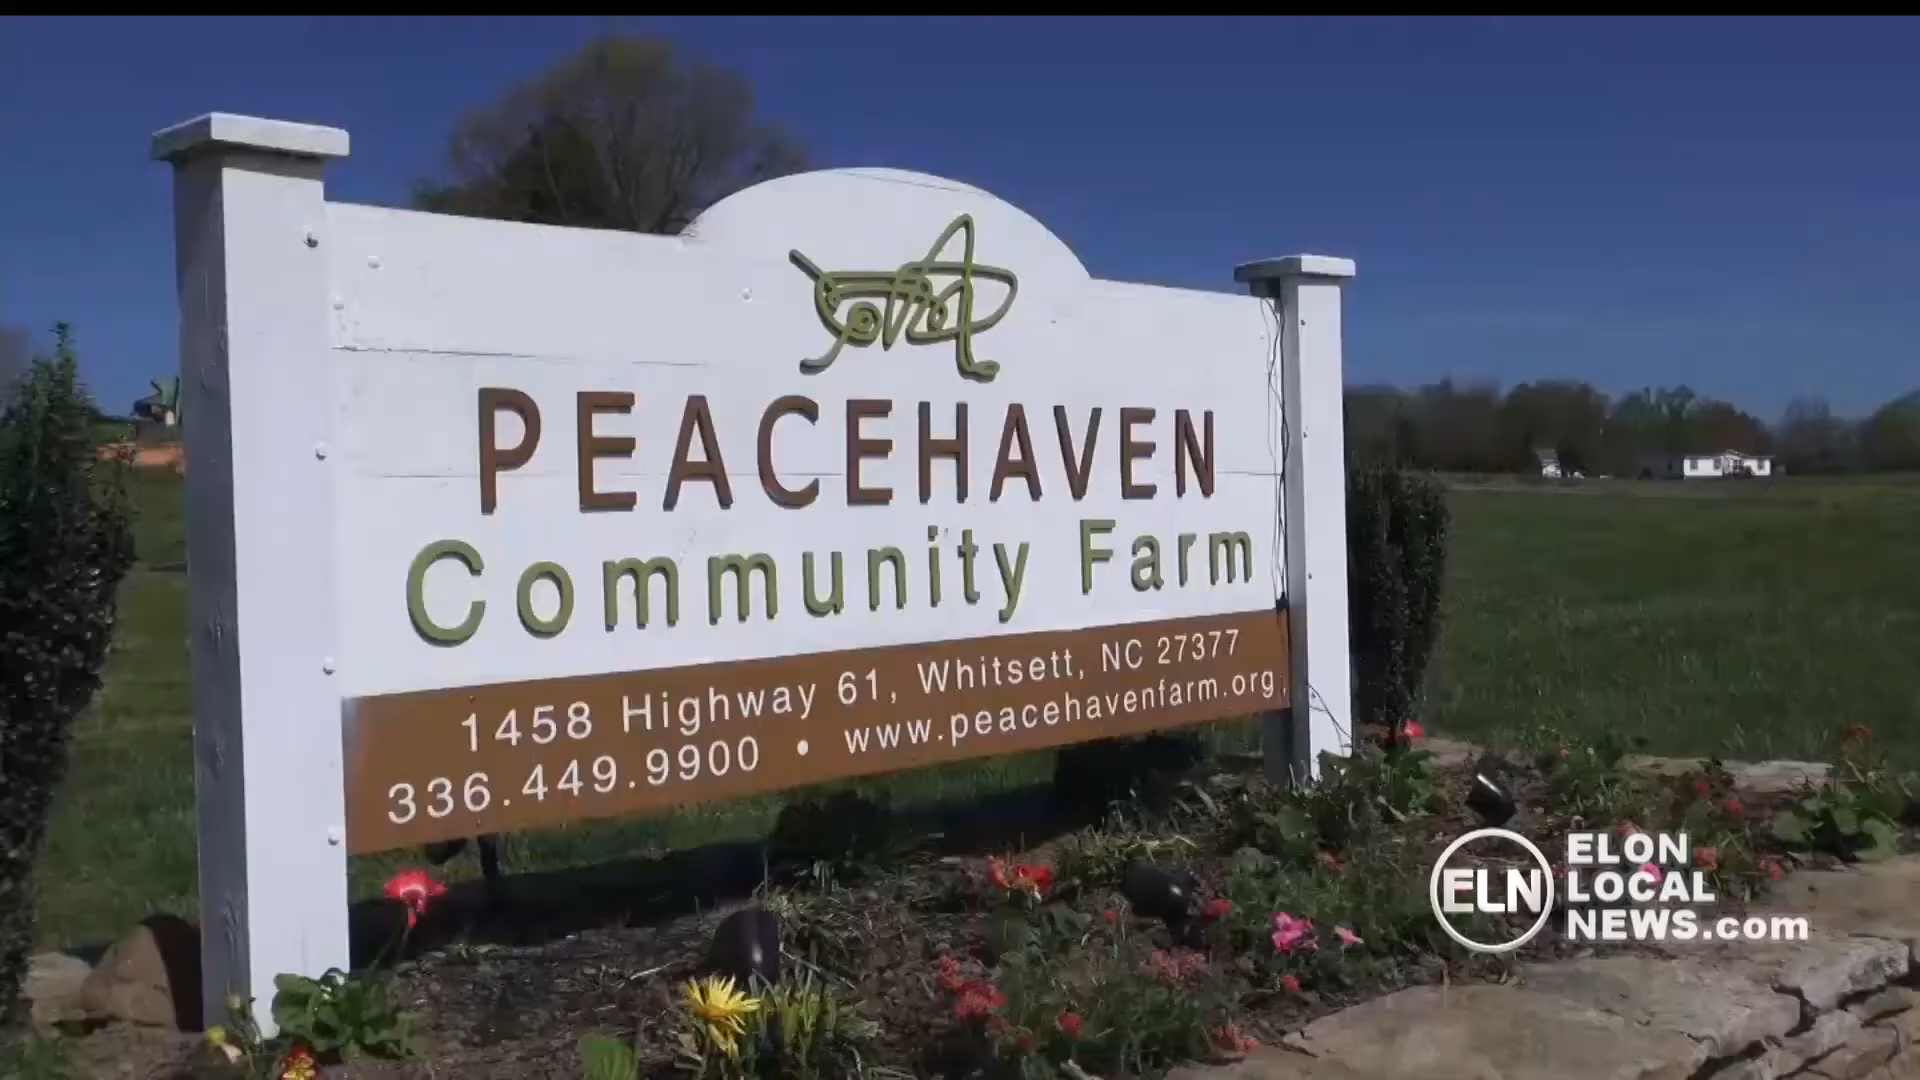 PEACEHAVEN
Community Farm
1458 Highway 61, Whitsett, NC 27377
336.449.9900 • www.peacehavenfarm.org
ELN
ELON
LOCAL
NEWS.com